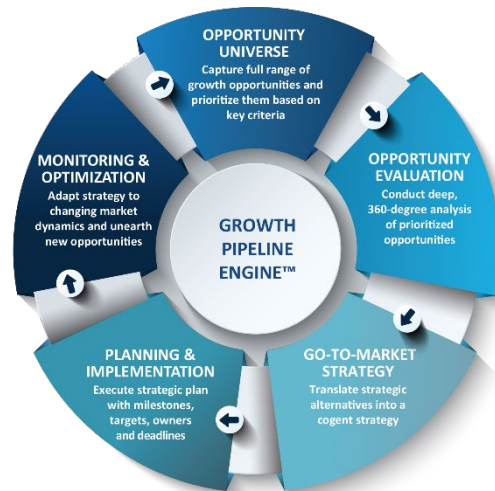 OPPORTUNITY
UNIVERSE
Capture full range of
growth opportunities and
prioritize them based on
key criteria
OPPORTUNITY
EVALUATION
Conduct deep,
360-degree analysis
of prioritized
opportunities
GO-TO-MARKET
STRATEGY
Translate strategic
alternatives into a
cogent strategy
PLANNING &
IMPLEMENTATION
Execute strategic plan
with milestones,
targets, owners
and deadlines
MONITORING &
OPTIMIZATION
Adapt strategy to
changing market
dynamics and unearth
new opportunities
GROWTH
PIPELINE
ENGINE™